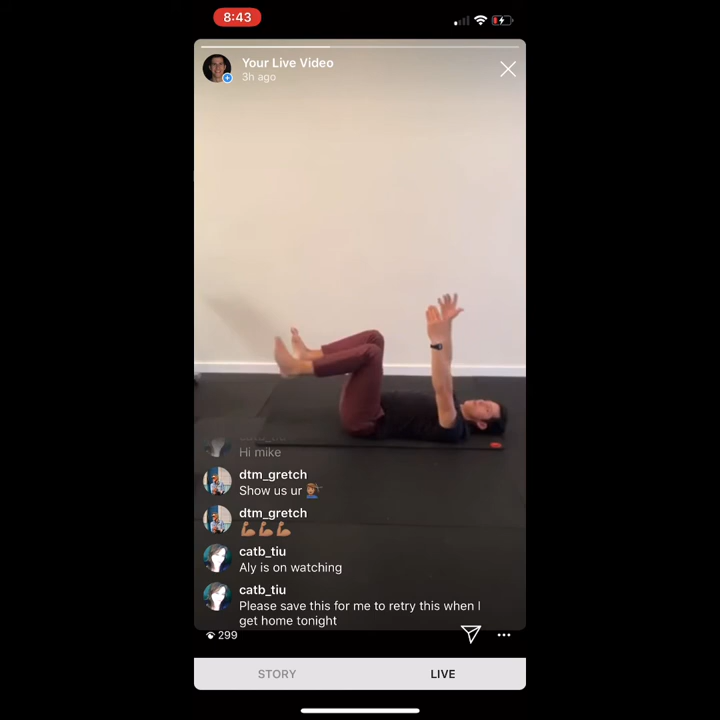 8:43
Your Live Video
3h ago
Hi mike
dtm_gretch
Show us ur
dtm_gretch
catb_tiu
Aly is on watching
catb_tiu
Please save this for me to retry this when I
get home tonight
299
STORY
LIVE